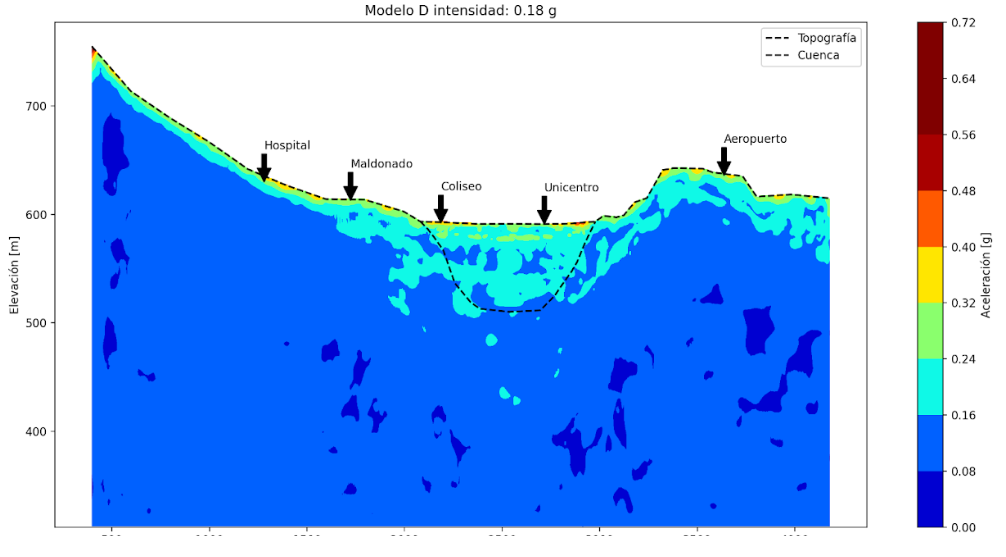 Modelo D intensidad: 0.18 g
Topografía
Cuenca
Hospital
Maldonado
Coliseo
Unicentro
Aeropuerto
Elevación [m]
700
600
500
400
0.72
0.64
0.56
0.48
0.40
0.32
0.24
0.16
0.08
0.00
Aceleración [g]